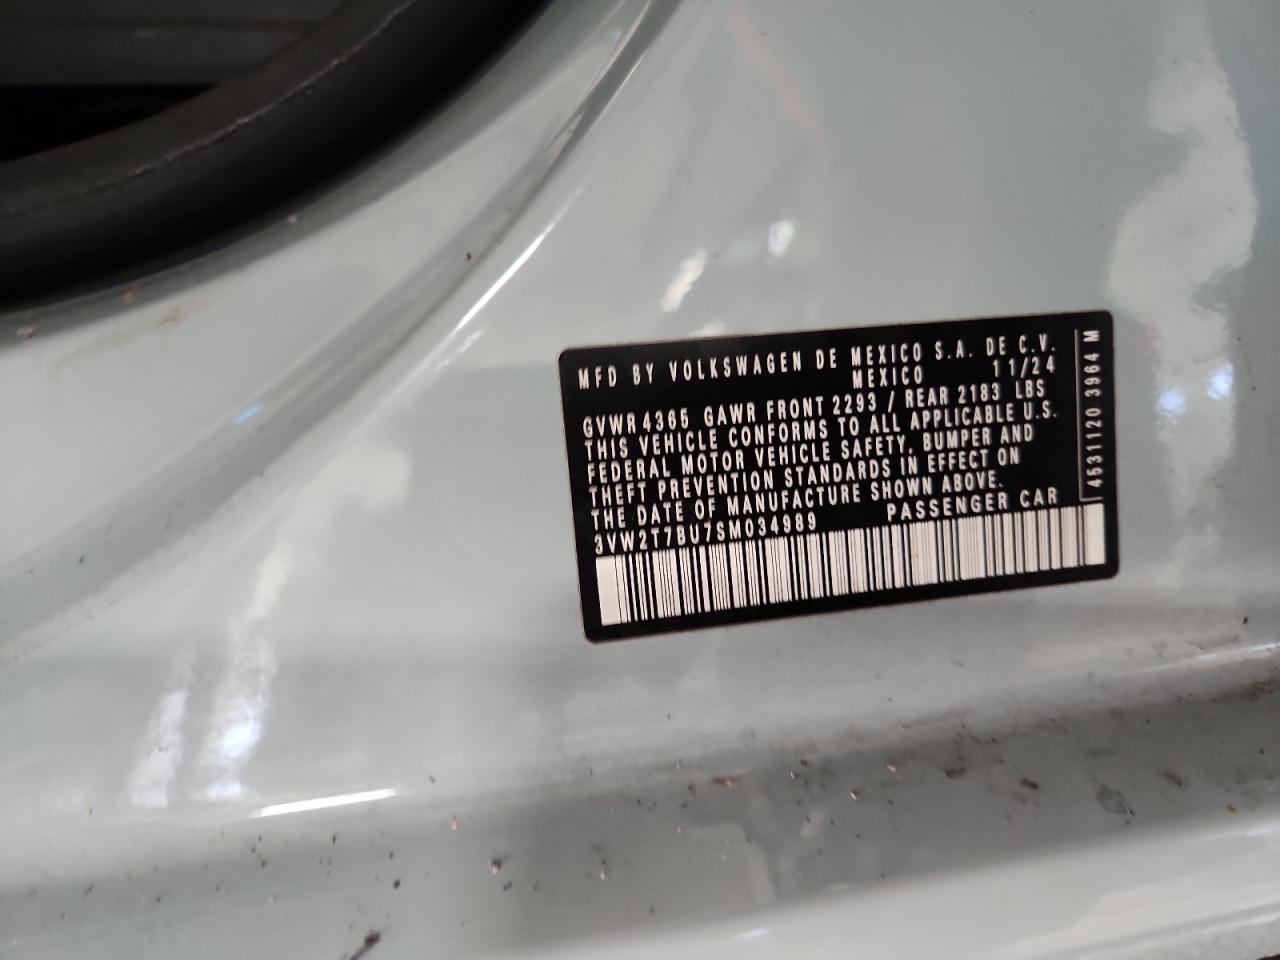 MFD BY VOLKSWAGEN DE MEXICO S.A. DE C.V.
MEXICO 11/24
GVWR 4365 GAWR FRONT 2293 / REAR 2183 LBS
THIS VEHICLE CONFORMS TO ALL APPLICABLE U.S.
FEDERAL MOTOR VEHICLE SAFETY, BUMPER AND
THEFT PREVENTION STANDARDS IN EFFECT ON
THE DATE OF MANUFACTURE SHOWN ABOVE.
3VW2T7BU7SM034989 PASSENGER CAR
4531120 3964 M